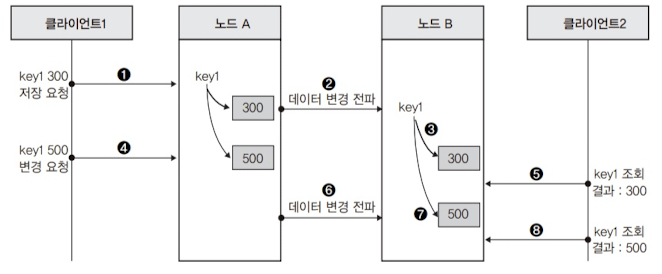 클라이언트1
노드 A
노드 B
클라이언트2
key1 300
저장 요청
❶
key1
300
500
❷
데이터 변경 전파
key1
❸
300
key1 500
변경 요청
❹
❺
key1 조회
결과 : 300
❻
데이터 변경 전파
❼
500
❽
key1 조회
결과 : 500